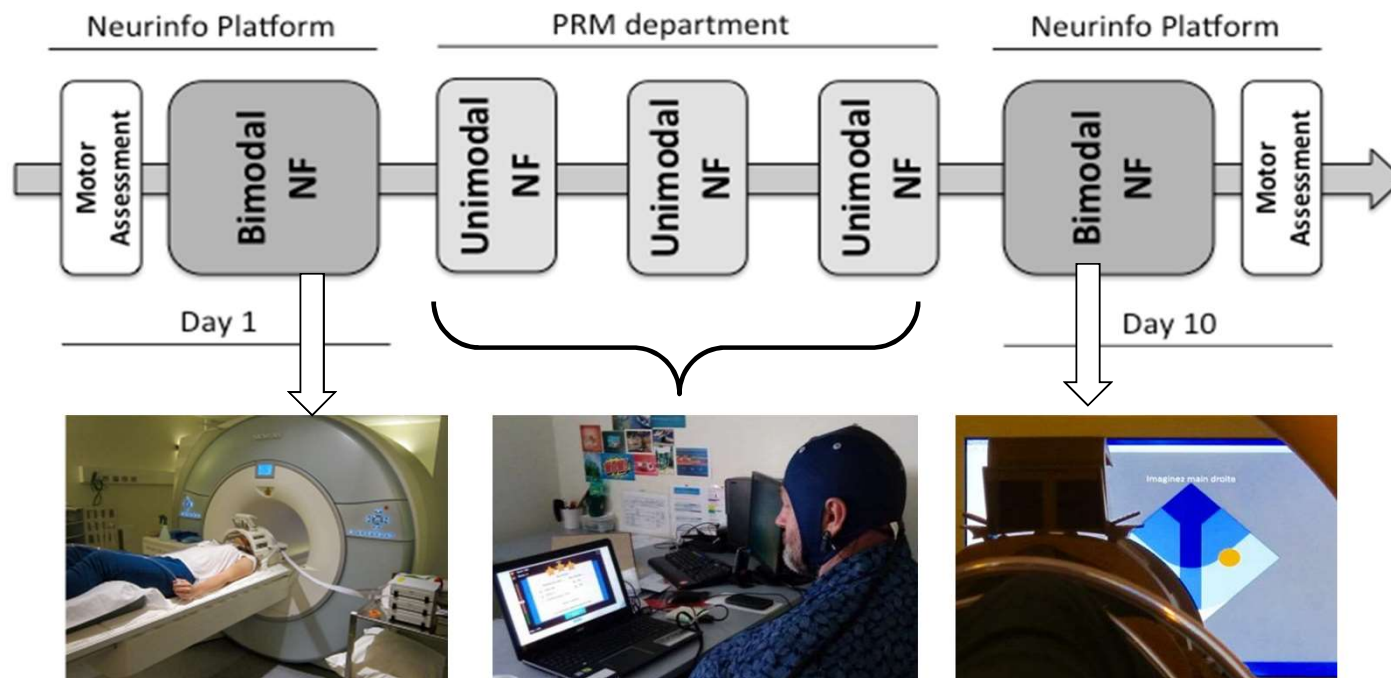 Neurinfo Platform
PRM department
Neurinfo Platform
Motor
Assessment
Bimodal
NF
Unimodal
NF
Unimodal
NF
Unimodal
NF
Bimodal
NF
Motor
Assessment
Day 1
Day 10
Imaginez main droite